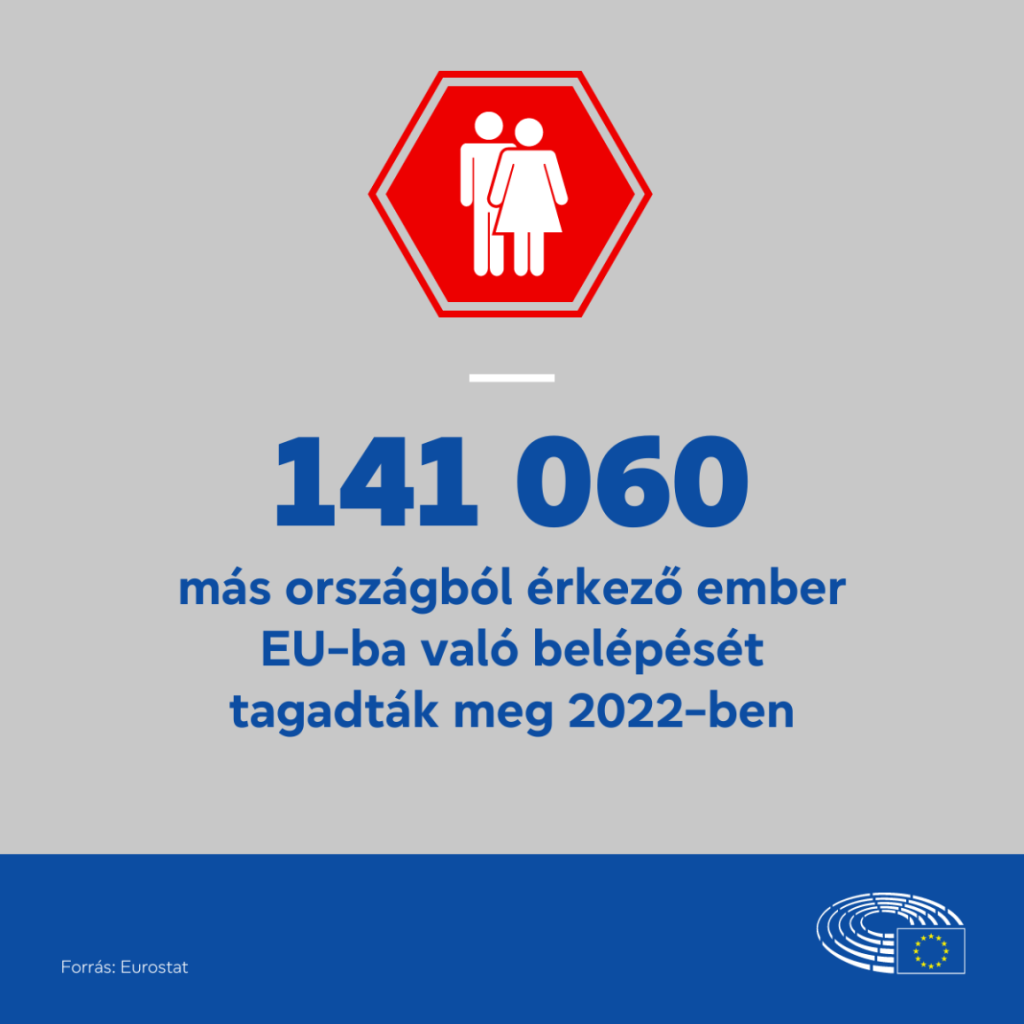 141 060
más országból érkező ember
EU-ba való belépését
tagadták meg 2022-ben
Forrás: Eurostat